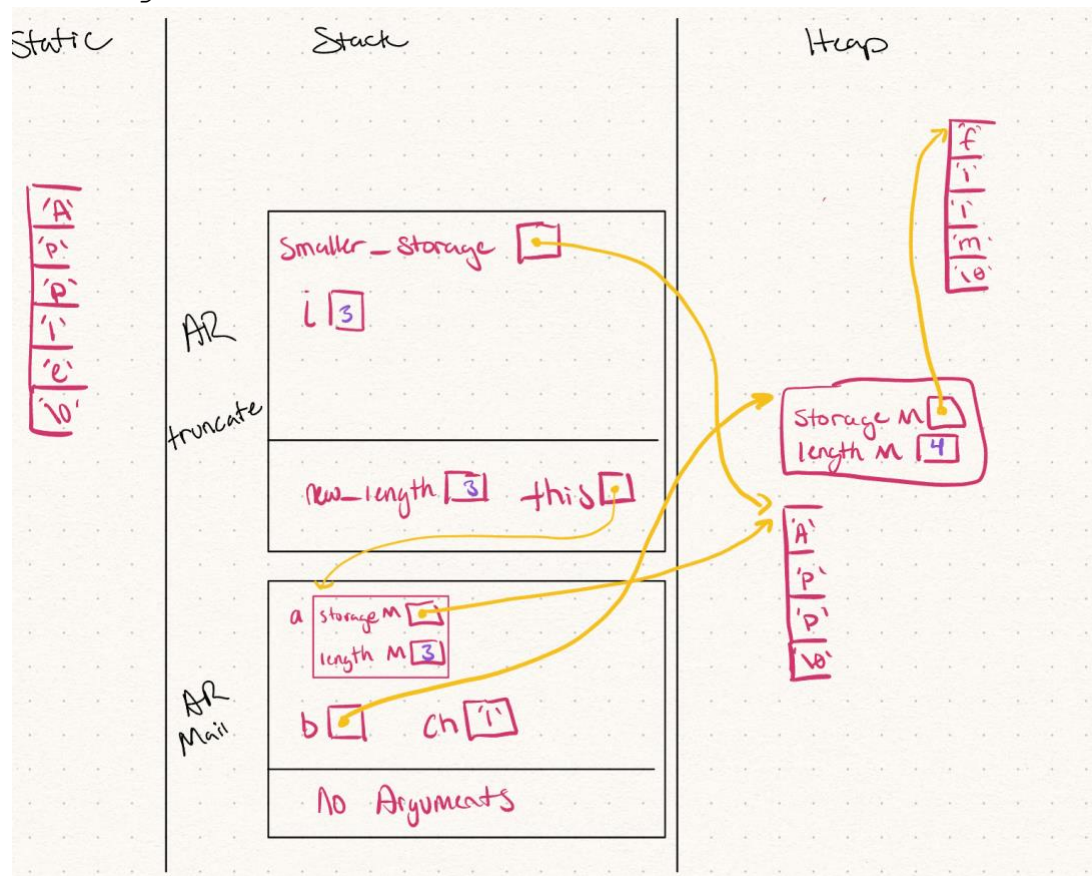 Static
Stack
Heap
'A'
'p'
'p'
'l'
'e'
'\0'
AR
truncate
smaller_storage
i 3
new_length 3 this
a storage M
length M 3
AR
Main
b ch 'l'
No Arguments
'f'
'i'
'l'
'm'
'\0'
storage M
length M 4
'A'
'p'
'p'
'\0'